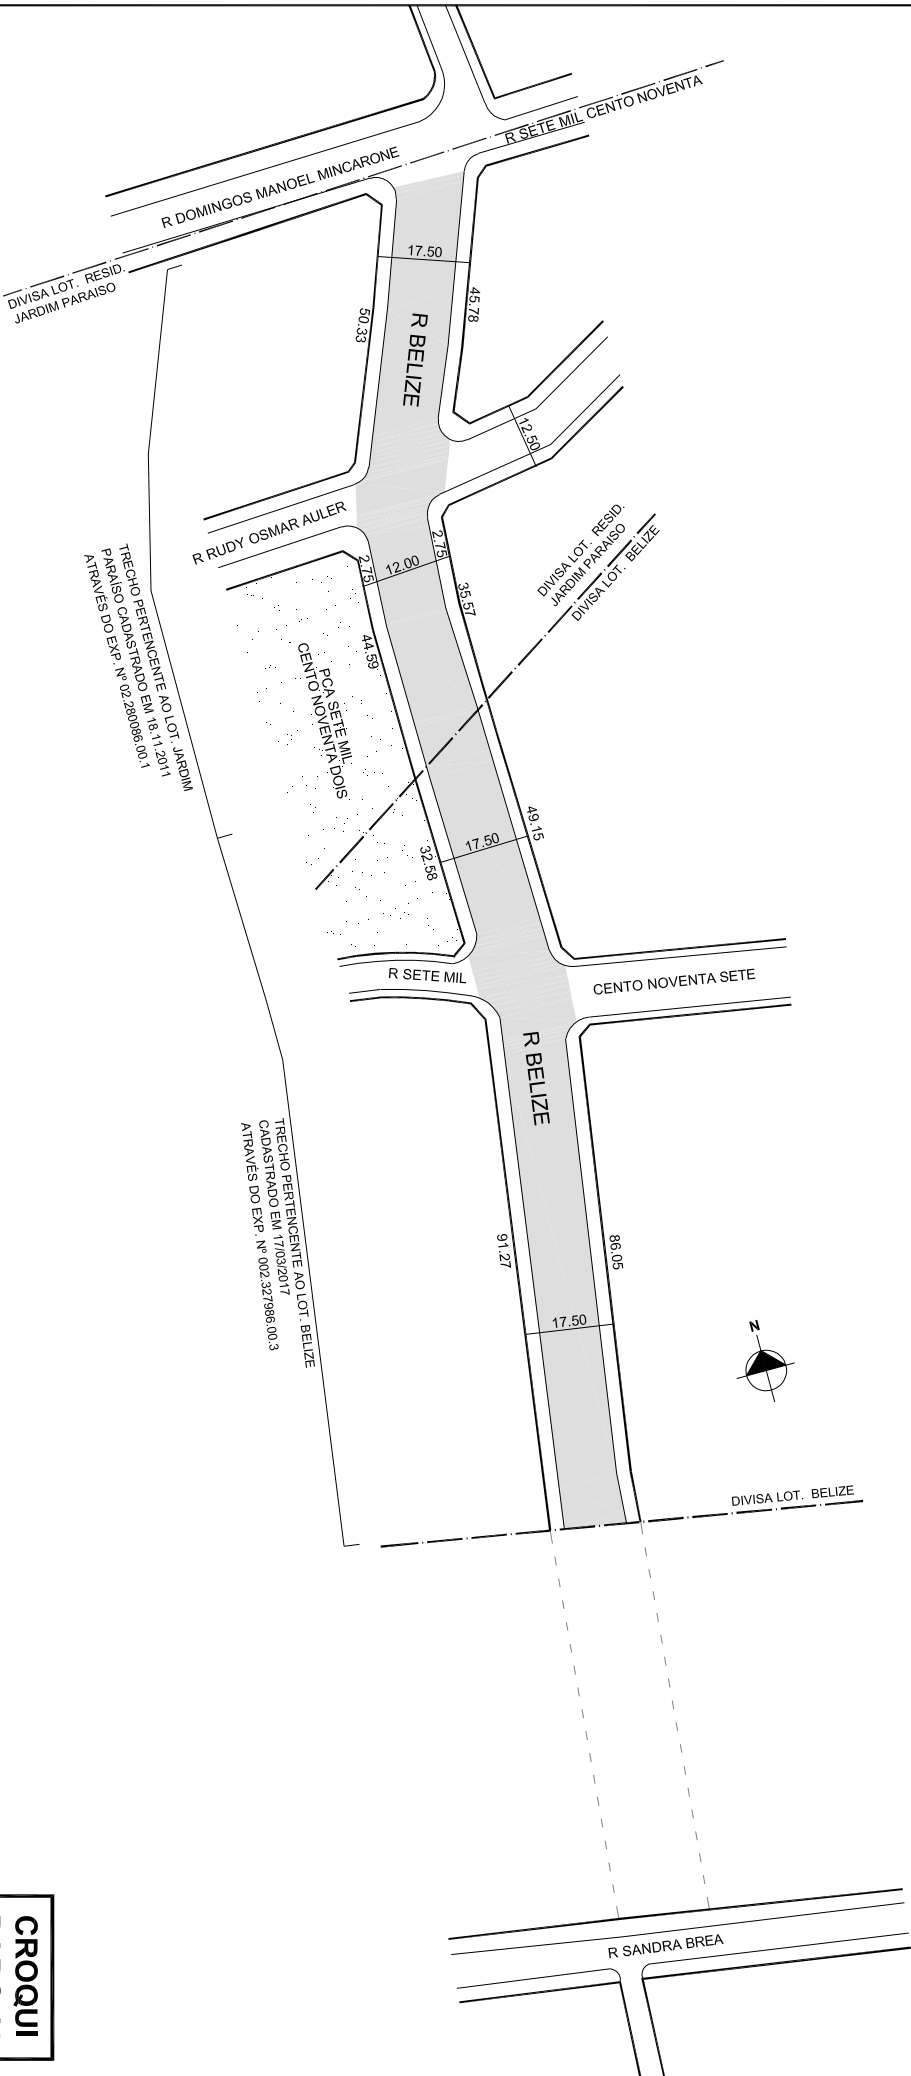 R SETE MIL CENTO NOVENTA
R DOMINGOS MANOEL MINCARONE
DIVISA LOT. RESID.
JARDIM PARAISO
17.50
45.78
50.33
R BELIZE
12.50
R RUDY OSMAR AULER
2.75
12.00
2.75
35.57
44.59
DIVISA LOT. RESID.
JARDIM PARAISO
DIVISA LOT. BELIZE
TRECHO PERTENCENTE AO LOT. JARDIM
PARAÍSO CADASTRADO EM 18.11.2011
ATRAVÉS DO EXP. Nº 02.280086.00.1
PCA SETE MIL
CENTO NOVENTA DOIS
17.50
49.15
32.58
R SETE MIL
CENTO NOVENTA SETE
R BELIZE
TRECHO PERTENCENTE AO LOT. BELIZE
CADASTRADO EM 17/03/2017
ATRAVÉS DO EXP. Nº 002.327986.00.3
91.27
86.05
17.50
N
DIVISA LOT. BELIZE
R SANDRA BREA
CROQUI